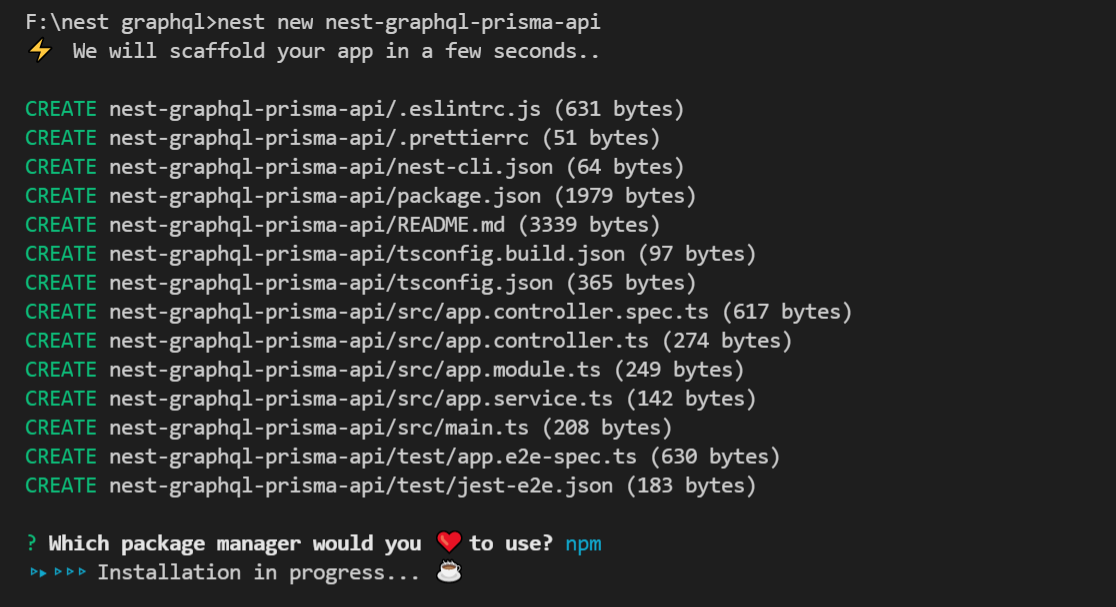 F:\nest graphql>nest new nest-graphql-prisma-api
⚡ We will scaffold your app in a few seconds..
CREATE nest-graphql-prisma-api/.eslintrc.js (631 bytes)
CREATE nest-graphql-prisma-api/.prettierrc (51 bytes)
CREATE nest-graphql-prisma-api/nest-cli.json (64 bytes)
CREATE nest-graphql-prisma-api/package.json (1979 bytes)
CREATE nest-graphql-prisma-api/README.md (3339 bytes)
CREATE nest-graphql-prisma-api/tsconfig.build.json (97 bytes)
CREATE nest-graphql-prisma-api/tsconfig.json (365 bytes)
CREATE nest-graphql-prisma-api/src/app.controller.spec.ts (617 bytes)
CREATE nest-graphql-prisma-api/src/app.controller.ts (274 bytes)
CREATE nest-graphql-prisma-api/src/app.module.ts (249 bytes)
CREATE nest-graphql-prisma-api/src/app.service.ts (142 bytes)
CREATE nest-graphql-prisma-api/src/main.ts (208 bytes)
CREATE nest-graphql-prisma-api/test/app.e2e-spec.ts (630 bytes)
CREATE nest-graphql-prisma-api/test/jest-e2e.json (183 bytes)
? Which package manager would you ❤️ to use? npm
▹▸▹▹▹ Installation in progress... ☕